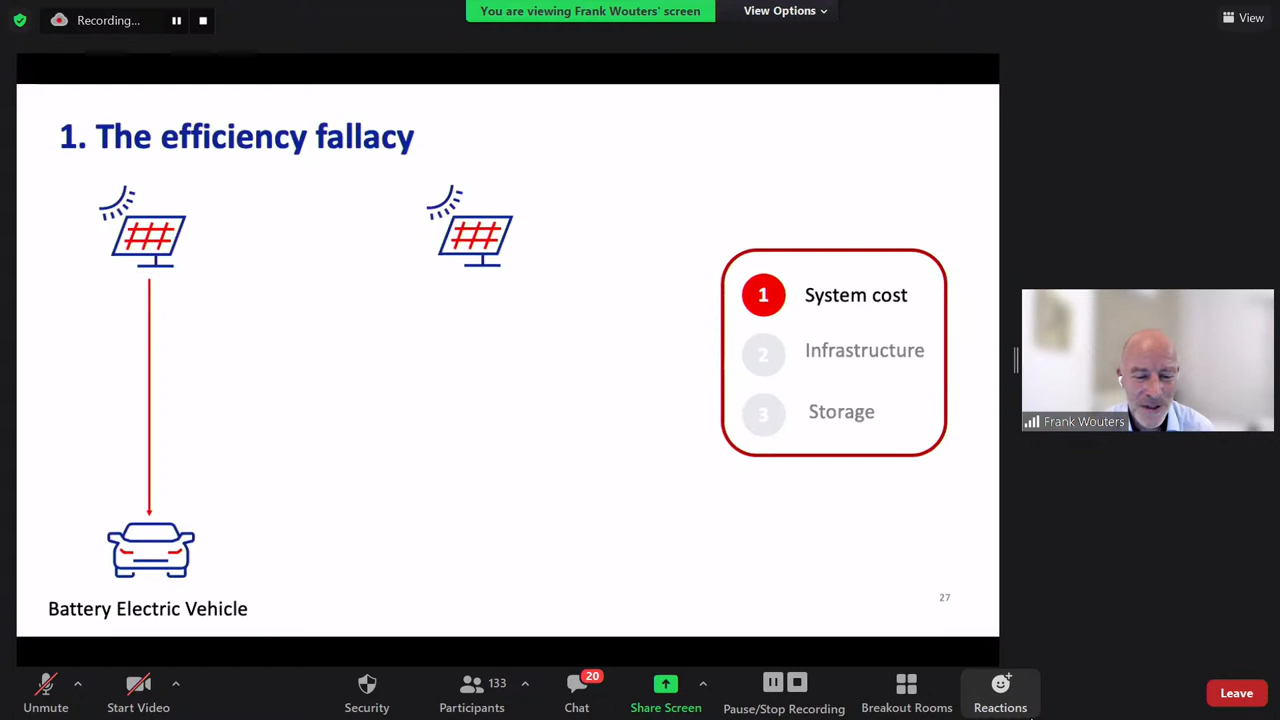 Recording...
You are viewing Frank Wouters' screen
View Options
View
1. The efficiency fallacy
1
System cost
2
Infrastructure
3
Storage
Battery Electric Vehicle
27
Frank Wouters
Unmute
Start Video
Security
133
Participants
20
Chat
Share Screen
Pause/Stop Recording
Breakout Rooms
Reactions
Leave